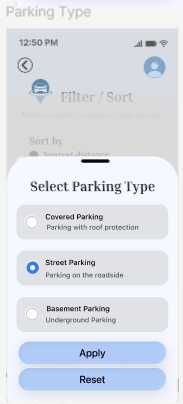 Parking Type
12:50 PM
Filter / Sort
Sort by
Nearest distance
Select Parking Type
Covered Parking
Parking with roof protection
Street Parking
Parking on the roadside
Basement Parking
Underground Parking
Apply
Reset